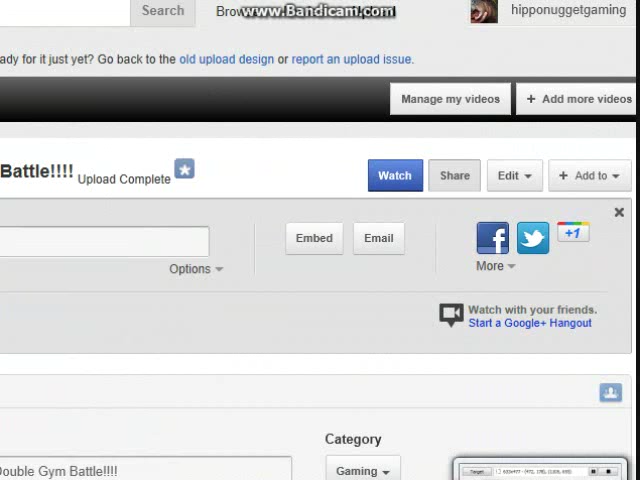 Search
www.Bandicam.com
hipponuggetgaming
ady for it just yet? Go back to the old upload design or report an upload issue.
Manage my videos
+ Add more videos
Battle!!!! Upload Complete
Watch
Share
Edit
+ Add to
Embed
Email
+1
Options
More
Watch with your friends.
Start a Google+ Hangout
Category
Double Gym Battle!!!!
Gaming
Target